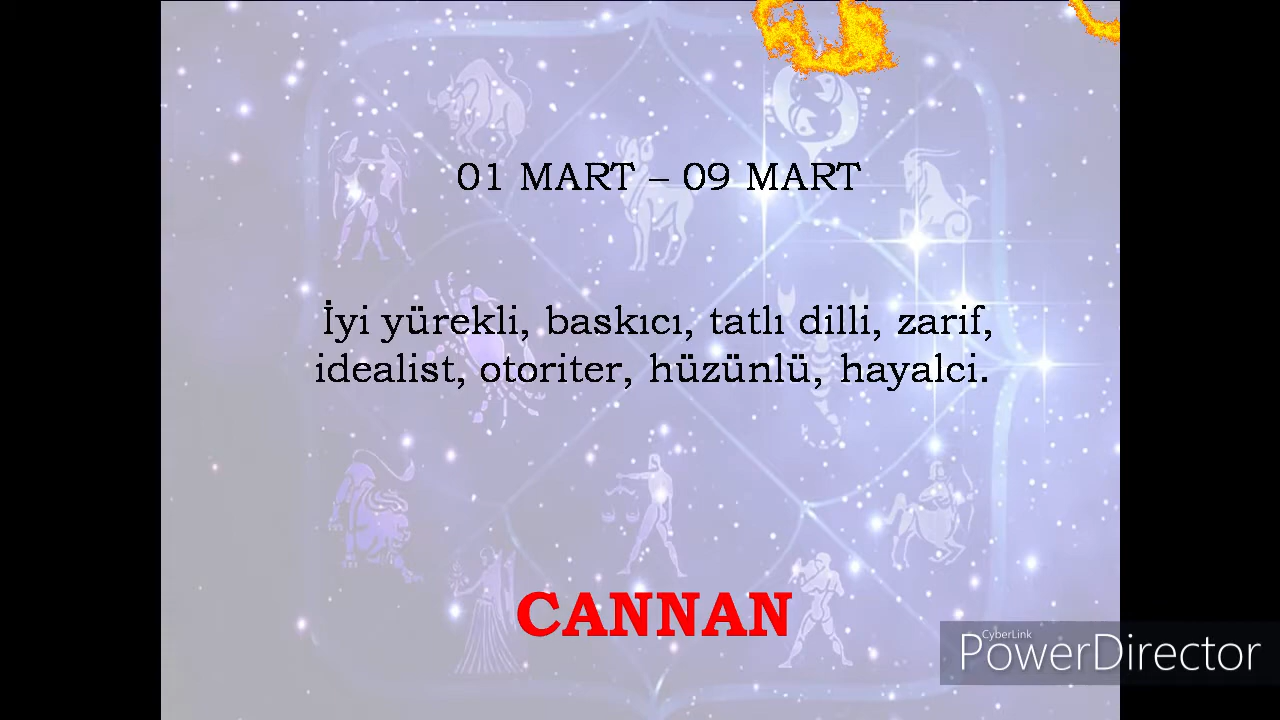 01 MART – 09 MART
İyi yürekli, baskıcı, tatlı dilli, zarif,
idealist, otoriter, hüzünlü, hayalci.
CANNAN
CyberLink
PowerDirector